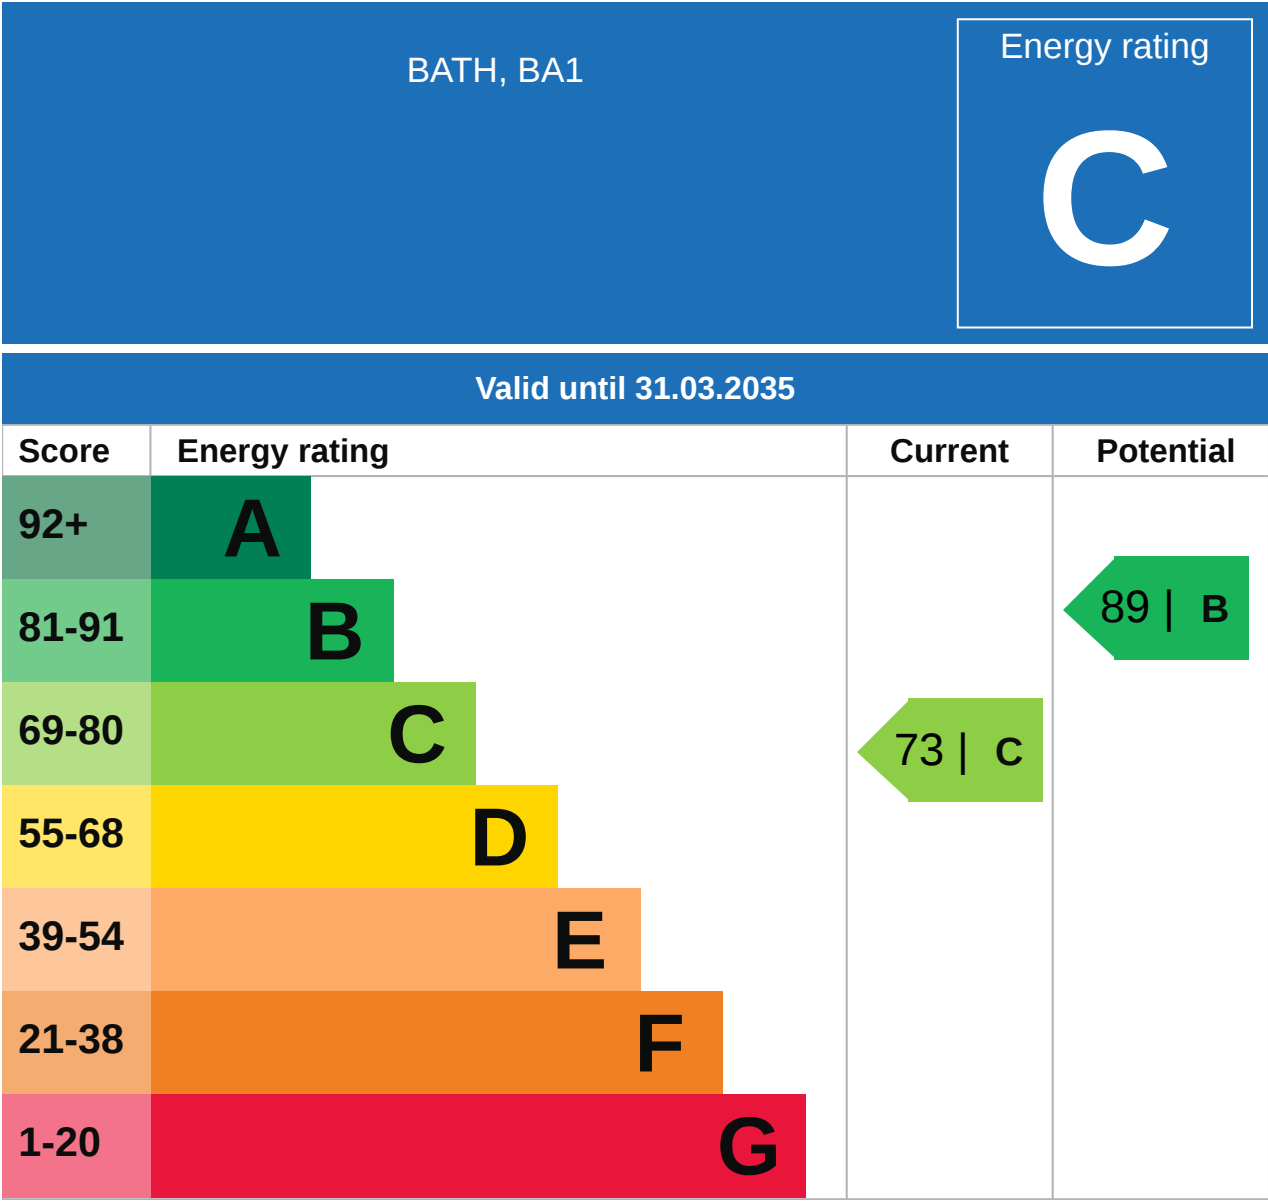 BATH, BA1
Energy rating
C
Valid until 31.03.2035
Score Energy rating Current Potential
92+ A
81-91 B
89 | B
69-80 C
73 | C
55-68 D
39-54 E
21-38 F
1-20 G